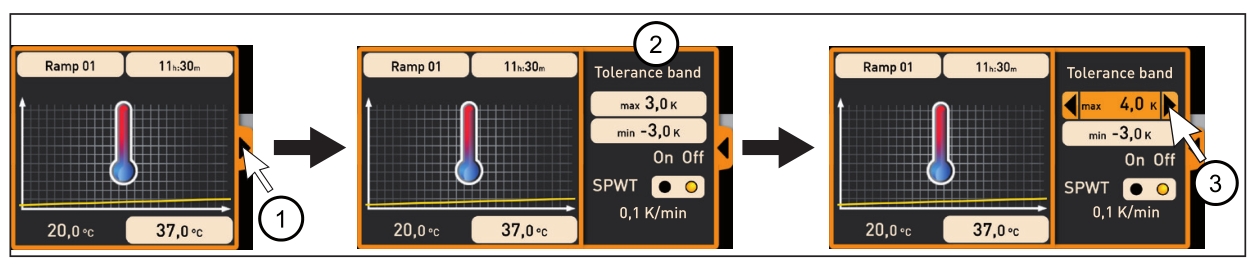 Ramp 01 11h:30m
20,0 °C 37,0 °C
1
2
Ramp 01 11h:30m
Tolerance band
max 3,0 K
min -3,0 K
On Off
SPWT
0,1 K/min
20,0 °C 37,0 °C
Ramp 01 11h:30m
Tolerance band
max 4,0 K
min -3,0 K
On Off
SPWT
0,1 K/min
20,0 °C 37,0 °C
3